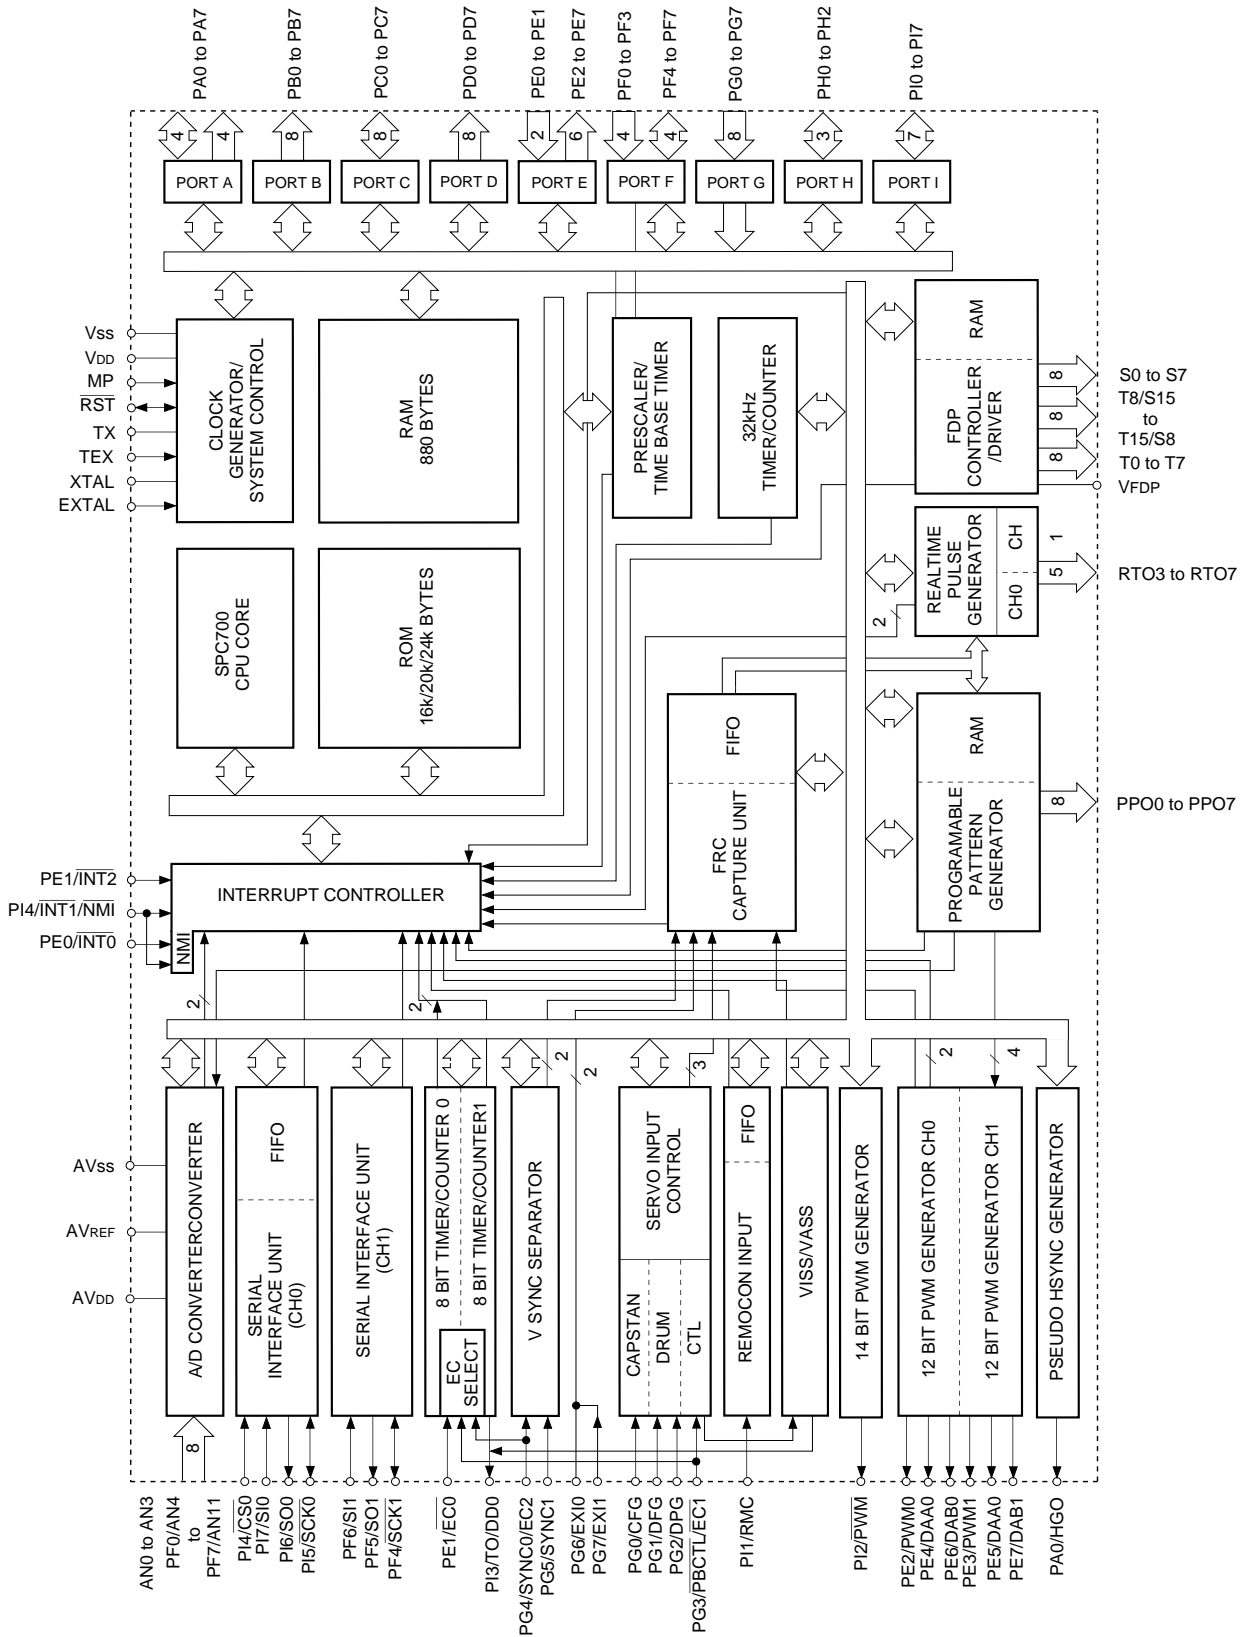 PA0 to PA7
PB0 to PB7
PC0 to PC7
PD0 to PD7
PE0 to PE1
PE2 to PE7
PF0 to PF3
PF4 to PF7
PG0 to PG7
PH0 to PH2
PI0 to PI7
4
4
8
8
8
2
6
4
4
8
3
7
PORT A
PORT B
PORT C
PORT D
PORT E
PORT F
PORT G
PORT H
PORT I
Vss
VDD
MP
RST
TX
TEX
XTAL
EXTAL
CLOCK
GENERATOR/
SYSTEM CONTROL
RAM
880 BYTES
PRESCALER/
TIME BASE TIMER
32kHz
TIMER/COUNTER
RAM
FDP
CONTROLLER
/DRIVER
8
8
8
S0 to S7
T8/S15
to
T15/S8
T0 to T7
VFDP
SPC700
CPU CORE
ROM
16k/20k/24k BYTES
REALTIME
PULSE
GENERATOR
CH
1
CH0
5
2
RTO3 to RTO7
FIFO
FRC
CAPTURE UNIT
RAM
PROGRAMABLE
PATTERN
GENERATOR
8
PPO0 to PPO7
PE1/INT2
PI4/INT1/NMI
PE0/INT0
INTERRUPT CONTROLLER
NMI
2
2
2
2
3
2
4
AVss
AVREF
AVDD
A/D CONVERTERCONVERTER
SERIAL
INTERFACE UNIT
(CH0)
FIFO
SERIAL INTERFACE UNIT
(CH1)
8 BIT TIMER/COUNTER 0
8 BIT TIMER/COUNTER1
EC
SELECT
V SYNC SEPARATOR
SERVO INPUT
CONTROL
CAPSTAN
DRUM
CTL
REMOCON INPUT
FIFO
VISS/VASS
14 BIT PWM GENERATOR
12 BIT PWM GENERATOR CH0
12 BIT PWM GENERATOR CH1
PSEUDO HSYNC GENERATOR
8
AN0 to AN3
PF0/AN4
to
PF7/AN11
PI4/CS0
PI7/SI0
PI6/SO0
PI5/SCK0
PF6/SI1
PF5/SO1
PF4/SCK1
PE1/EC0
PI3/TO/DD0
PG4/SYNC0/EC2
PG5/SYNC1
PG6/EXI0
PG7/EXI1
PG0/CFG
PG1/DFG
PG2/DPG
PG3/PBCTL/EC1
PI1/RMC
PI2/PWM
PE2/PWM0
PE4/DAA0
PE6/DAB0
PE3/PWM1
PE5/DAA0
PE7/DAB1
PA0/HGO